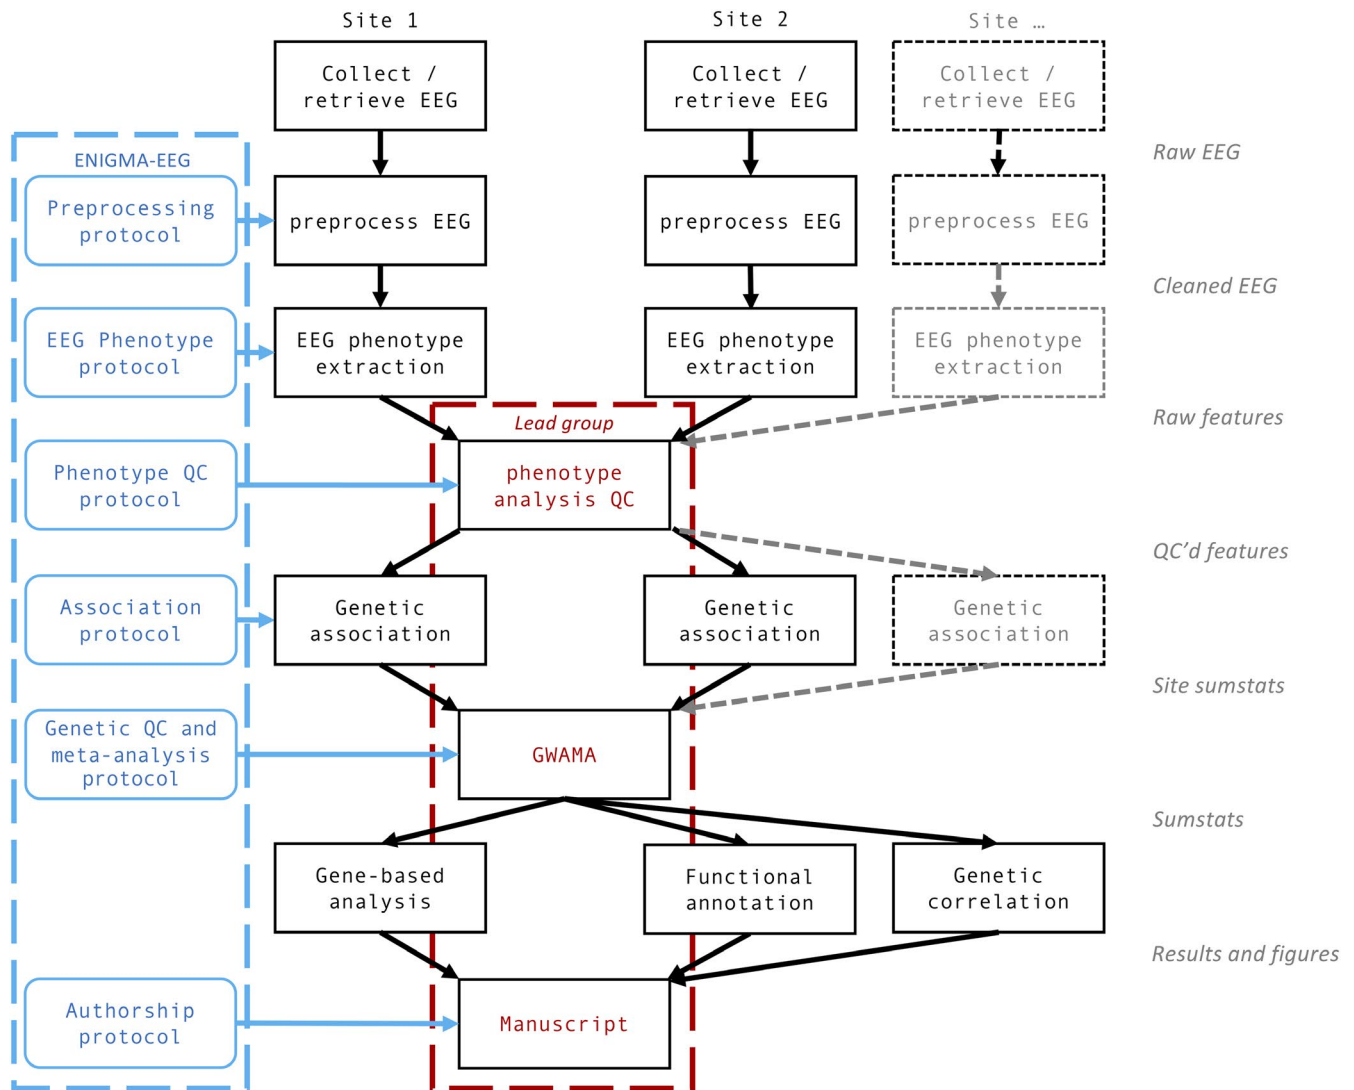 Site 1
Site 2
Site …
Collect /
retrieve EEG
Collect /
retrieve EEG
Collect /
retrieve EEG
Raw EEG
ENIGMA-EEG
Preprocessing
protocol
preprocess EEG
preprocess EEG
preprocess EEG
Cleaned EEG
EEG Phenotype
protocol
EEG phenotype
extraction
EEG phenotype
extraction
EEG phenotype
extraction
Raw features
Lead group
Phenotype QC
protocol
phenotype
analysis QC
QC’d features
Association
protocol
Genetic
association
Genetic
association
Genetic
association
Site sumstats
Genetic QC and
meta-analysis
protocol
GWAMA
Sumstats
Gene-based
analysis
Functional
annotation
Genetic
correlation
Results and figures
Authorship
protocol
Manuscript